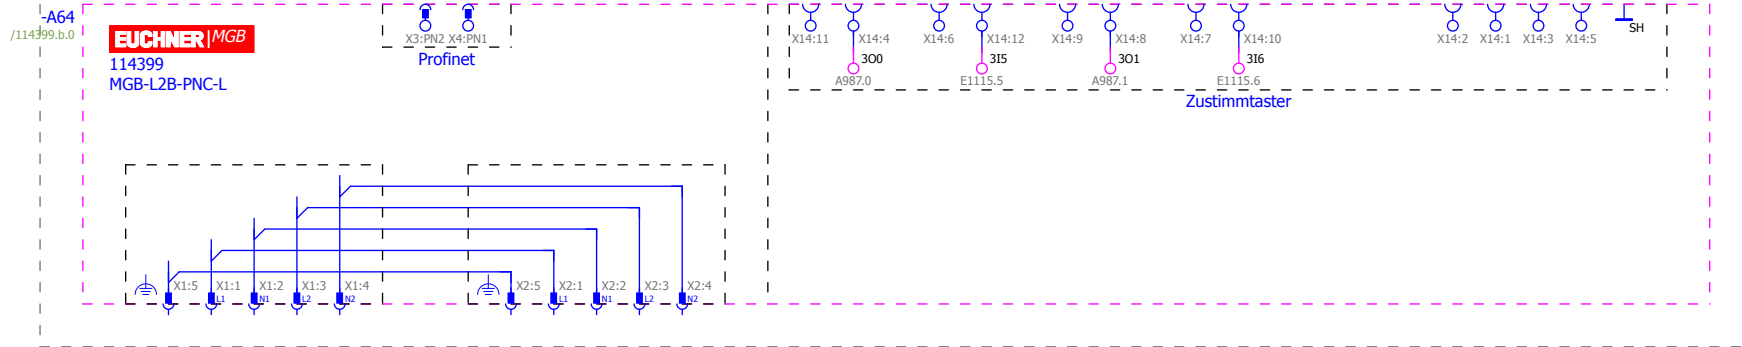 -A64
/114399.b.0
EUCHNER|MGB
114399
MGB-L2B-PNC-L
X3:PN2 X4:PN1
Profinet
X14:11 X14:4 X14:6 X14:12 X14:9 X14:8 X14:7 X14:10 X14:2 X14:1 X14:3 X14:5 SH
3O0 3I5 3O1 3I6
A987.0 E1115.5 A987.1 E1115.6
Zustimmtaster
X1:5 X1:1 X1:2 X1:3 X1:4 X2:5 X2:1 X2:2 X2:3 X2:4
L1 N1 L2 N2 L1 N1 L2 N2